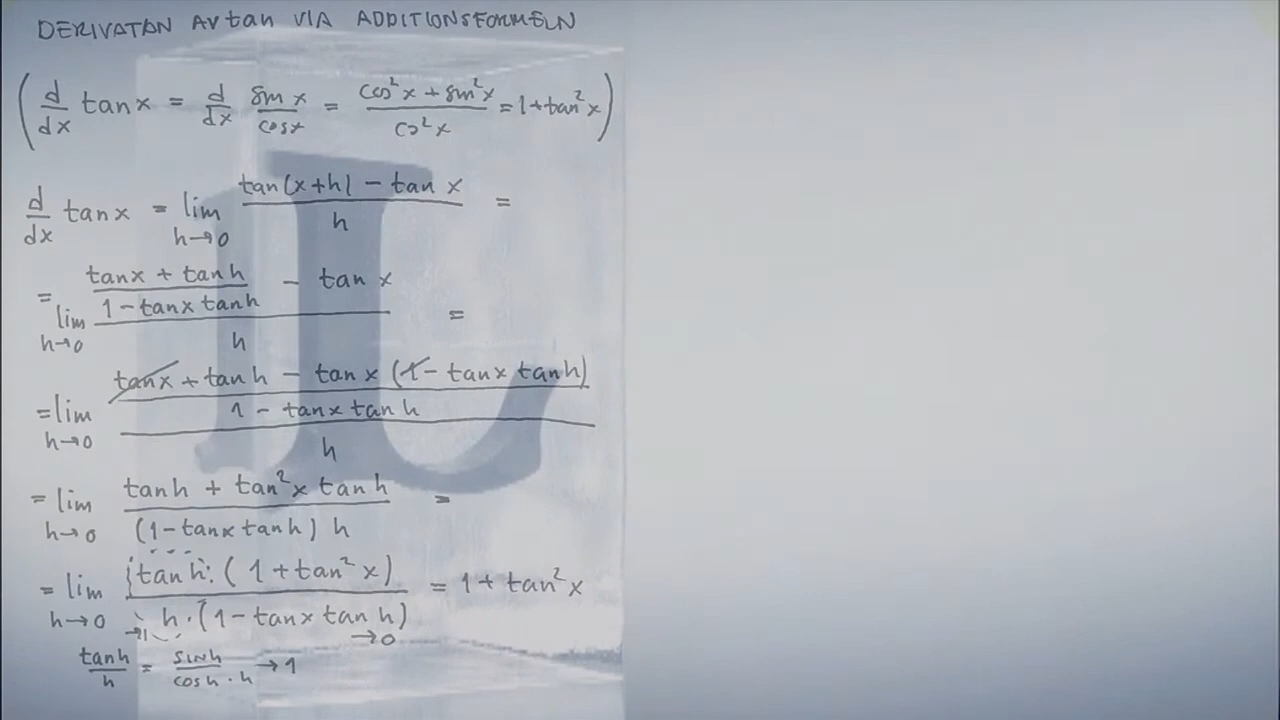 DERIVATAN AV tan VIA ADDITIONSFORMELN
( d/dx tan x = d/dx sin x / cos x = (cos²x + sin²x) / cos²x = 1 + tan²x )
d/dx tan x = lim h→0 (tan(x+h) - tan x) / h =
= lim h→0 ((tan x + tan h) / (1 - tan x tan h) - tan x) / h =
= lim h→0 ((tan x + tan h - tan x (1 - tan x tan h)) / (1 - tan x tan h)) / h
= lim h→0 (tan h + tan²x tan h) / ((1 - tan x tan h) h) =
= lim h→0 (tan h · (1 + tan²x)) / (h · (1 - tan x tan h)) = 1 + tan²x
→1 →0
tan h / h = sin h / (cos h · h) → 1